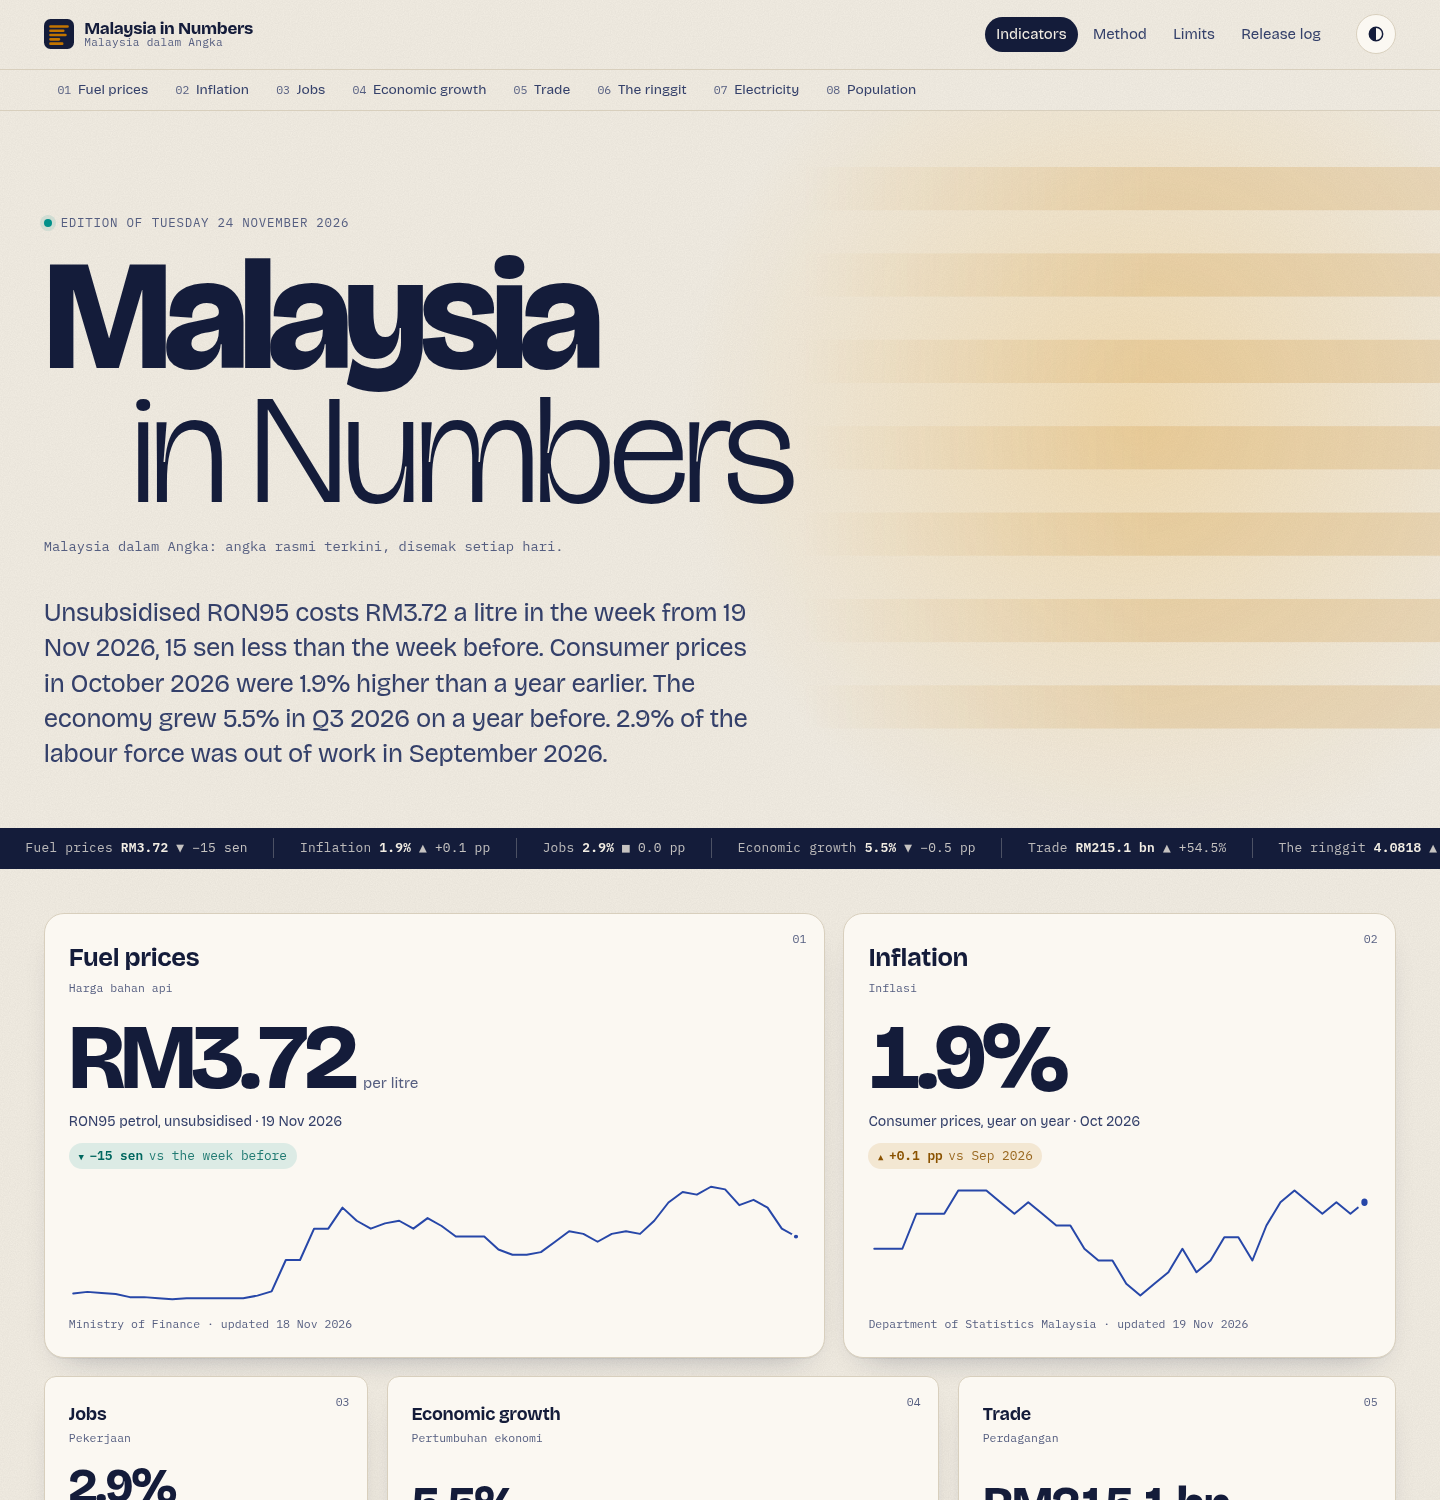 Malaysia in Numbers
Malaysia dalam Angka
Indicators
Method
Limits
Release log
01 Fuel prices
02 Inflation
03 Jobs
04 Economic growth
05 Trade
06 The ringgit
07 Electricity
08 Population
EDITION OF TUESDAY 24 NOVEMBER 2026
Malaysia
in Numbers
Malaysia dalam Angka: angka rasmi terkini, disemak setiap hari.
Unsubsidised RON95 costs RM3.72 a litre in the week from 19
Nov 2026, 15 sen less than the week before. Consumer prices
in October 2026 were 1.9% higher than a year earlier. The
economy grew 5.5% in Q3 2026 on a year before. 2.9% of the
labour force was out of work in September 2026.
Fuel prices RM3.72 ▼ −15 sen
Inflation 1.9% ▲ +0.1 pp
Jobs 2.9% ■ 0.0 pp
Economic growth 5.5% ▼ −0.5 pp
Trade RM215.1 bn ▲ +54.5%
The ringgit 4.0818 ▲
01
Fuel prices
Harga bahan api
RM3.72 per litre
RON95 petrol, unsubsidised · 19 Nov 2026
▼ −15 sen vs the week before
Ministry of Finance · updated 18 Nov 2026
02
Inflation
Inflasi
1.9%
Consumer prices, year on year · Oct 2026
▲ +0.1 pp vs Sep 2026
Department of Statistics Malaysia · updated 19 Nov 2026
03
Jobs
Pekerjaan
2.9%
04
Economic growth
Pertumbuhan ekonomi
5.5%
05
Trade
Perdagangan
RM215.1 bn